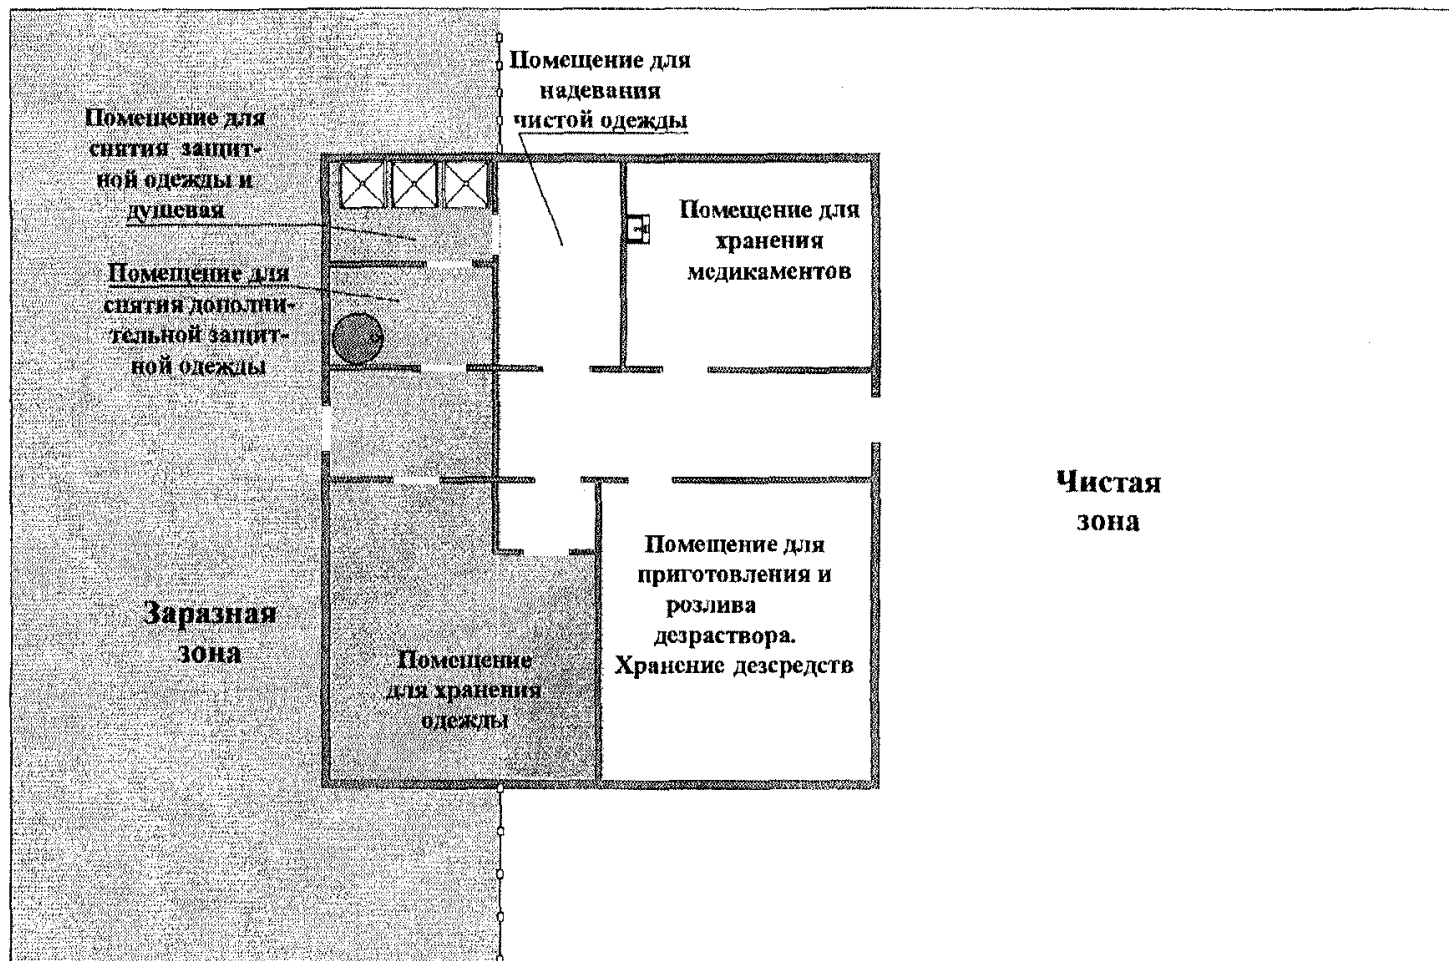 Помещение для
надевания
чистой одежды
Помещение для
снятия защит-
ной одежды и
душевая
Помещение для
снятия дополни-
тельной защит-
ной одежды
Помещение для
хранения
медикаментов
Чистая
зона
Заразная
зона
Помещение для
приготовления и
розлива
дезраствора.
Хранение дезсредств
Помещение
для хранения
одежды